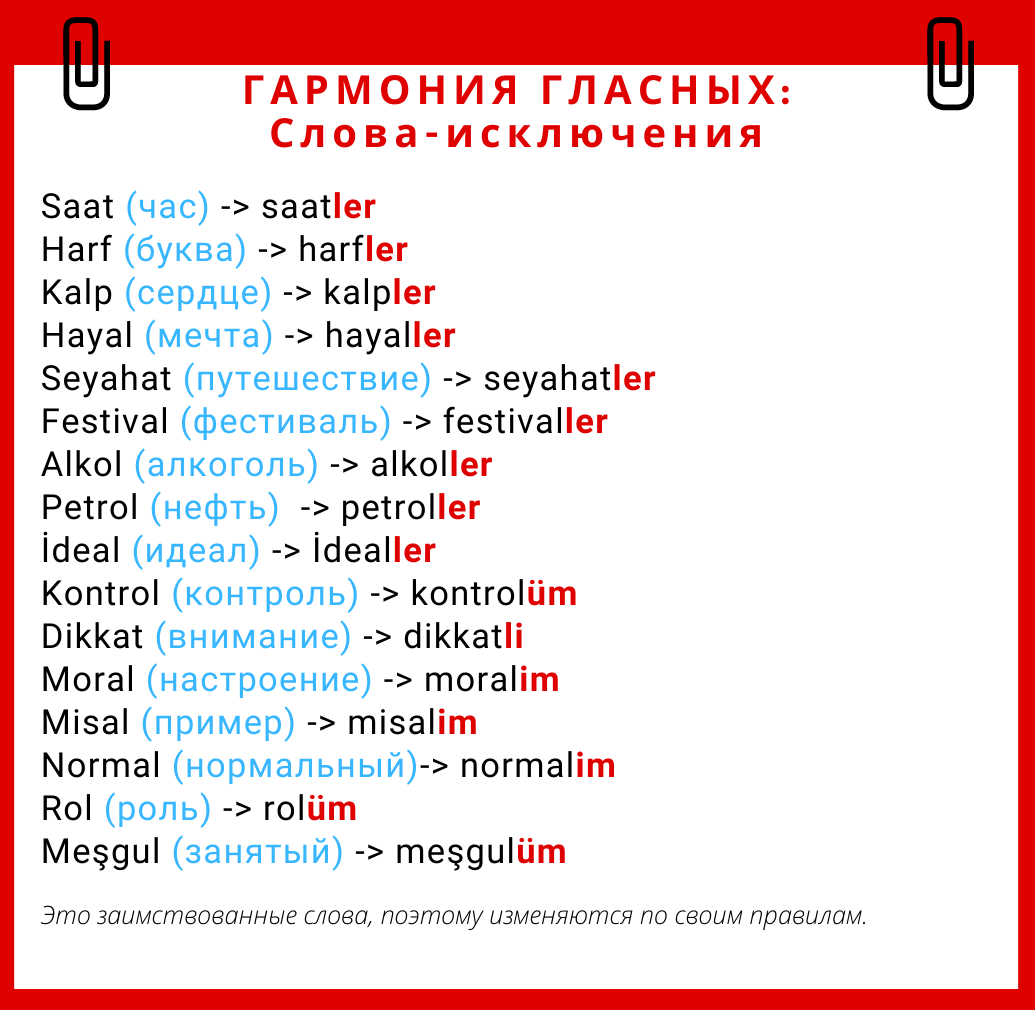 ГАРМОНИЯ ГЛАСНЫХ:
Слова-исключения
Saat (час) -> saatler
Harf (буква) -> harfler
Kalp (сердце) -> kalpler
Hayal (мечта) -> hayaller
Seyahat (путешествие) -> seyahatler
Festival (фестиваль) -> festivaller
Alkol (алкоголь) -> alkoller
Petrol (нефть)  -> petroller
İdeal (идеал) -> İdealler
Kontrol (контроль) -> kontrolüm
Dikkat (внимание) -> dikkatli
Moral (настроение) -> moralim
Misal (пример) -> misalim
Normal (нормальный)-> normalim
Rol (роль) -> rolüm
Meşgul (занятый) -> meşgulüm
Это заимствованные слова, поэтому изменяются по своим правилам.